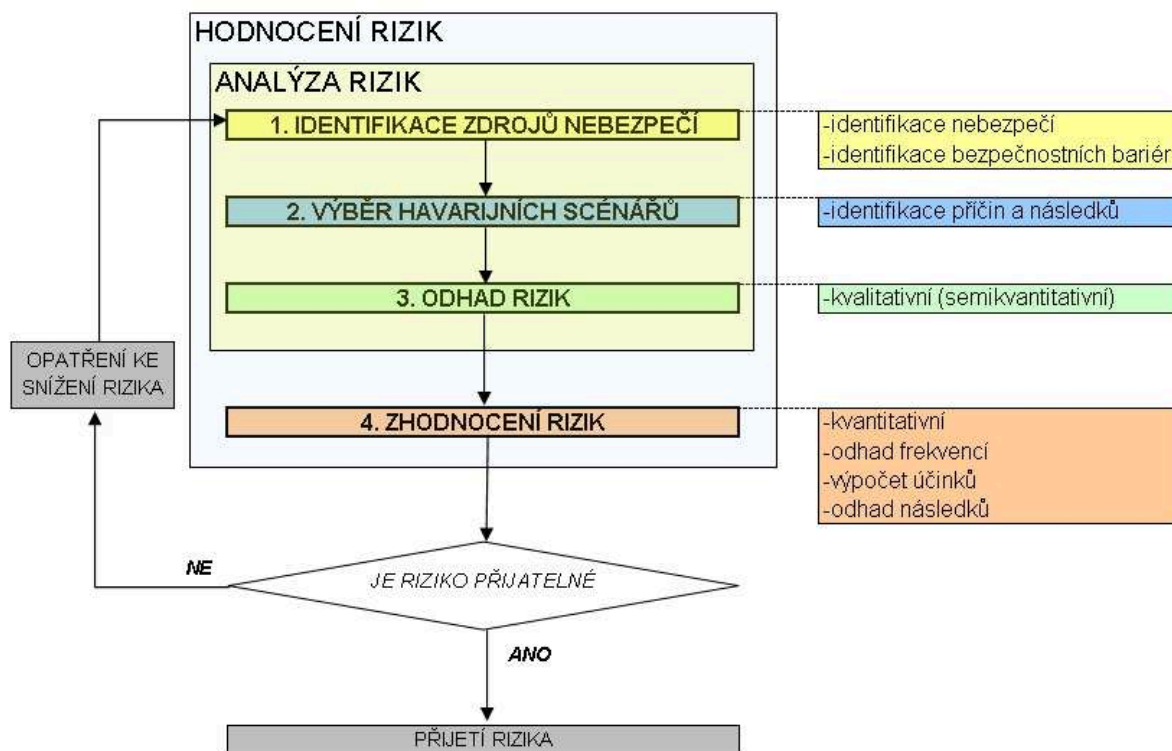 HODNOCENÍ RIZIK
ANALÝZA RIZIK
1. IDENTIFIKACE ZDROJŮ NEBEZPEČÍ
-identifikace nebezpečí
-identifikace bezpečnostních bariér
2. VÝBĚR HAVARIJNÍCH SCÉNÁŘŮ
-identifikace příčin a následků
3. ODHAD RIZIK
-kvalitativní (semikvantitativní)
OPATŘENÍ KE
SNÍŽENÍ RIZIKA
4. ZHODNOCENÍ RIZIK
-kvantitativní
-odhad frekvencí
-výpočet účinků
-odhad následků
NE
JE RIZIKO PŘIJATELNÉ
ANO
PŘIJETÍ RIZIKA